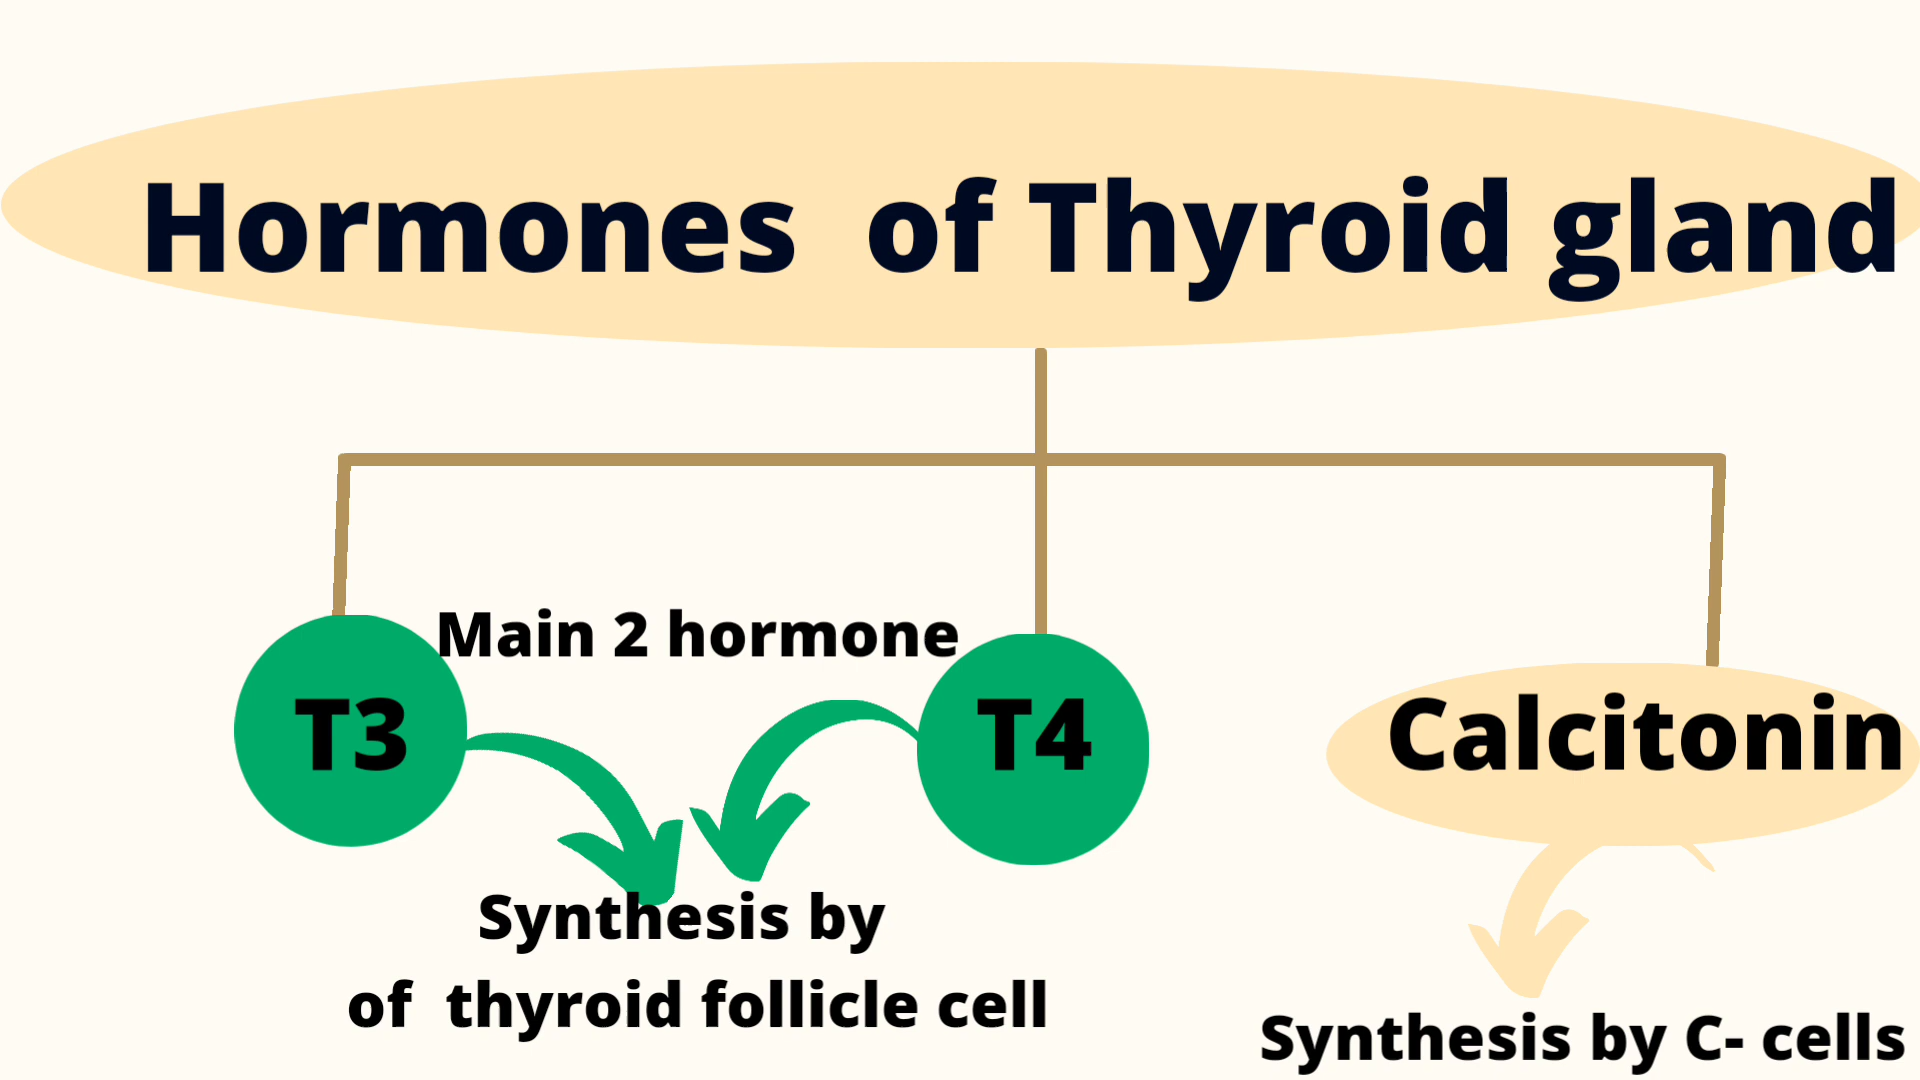 Hormones of Thyroid gland
Main 2 hormone
T3
T4
Calcitonin
Synthesis by
of thyroid follicle cell
Synthesis by C- cells